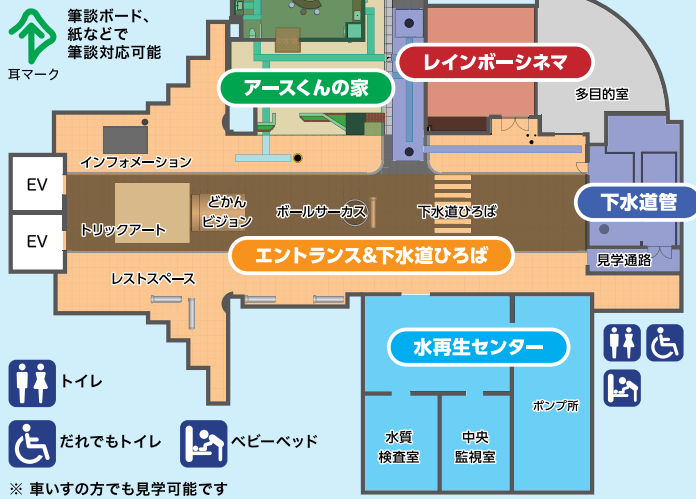 筆談ボード、
紙などで
筆談対応可能
耳マーク
アースくんの家
レインボーシネマ
多目的室
インフォメーション
EV
EV
トリックアート
どかん
ビジョン
ボールサーカス
下水道ひろば
下水道管
エントランス&下水道ひろば
見学通路
レストスペース
水再生センター
ポンプ所
水質
検査室
中央
監視室
トイレ
だれでもトイレ
ベビーベッド
※ 車いすの方でも見学可能です